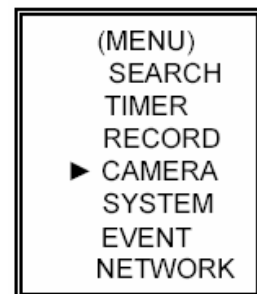 (MENU)
SEARCH
TIMER
RECORD
► CAMERA
SYSTEM
EVENT
NETWORK